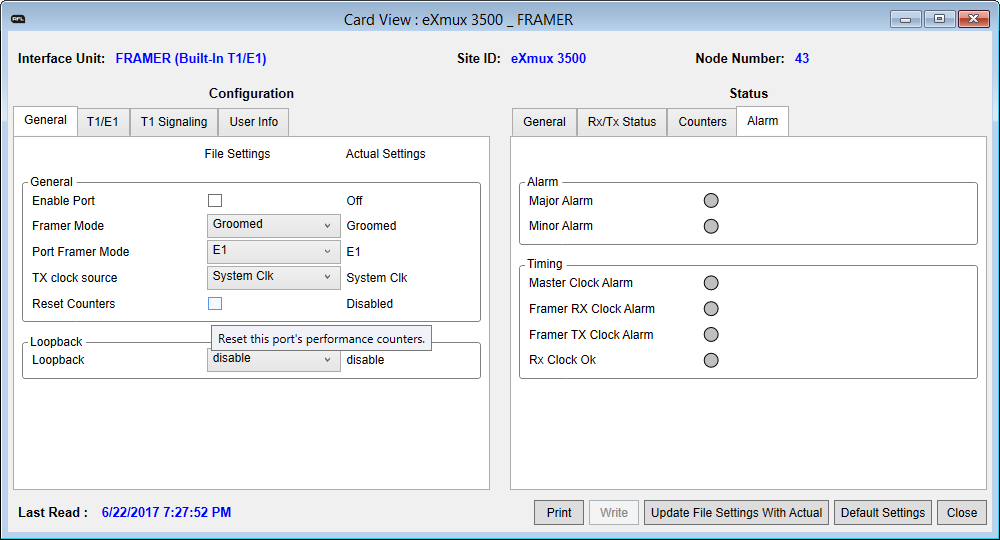 RFL
Card View : eXmux 3500 _ FRAMER
Interface Unit: FRAMER (Built-In T1/E1) Site ID: eXmux 3500 Node Number: 43
Configuration Status
General T1/E1 T1 Signaling User Info General Rx/Tx Status Counters Alarm
File Settings Actual Settings
General
Enable Port Off
Framer Mode Groomed Groomed
Port Framer Mode E1 E1
TX clock source System Clk System Clk
Reset Counters Disabled
Reset this port's performance counters.
Loopback
Loopback disable disable
Alarm
Major Alarm
Minor Alarm
Timing
Master Clock Alarm
Framer RX Clock Alarm
Framer TX Clock Alarm
Rx Clock Ok
Last Read : 6/22/2017 7:27:52 PM Print Write Update File Settings With Actual Default Settings Close